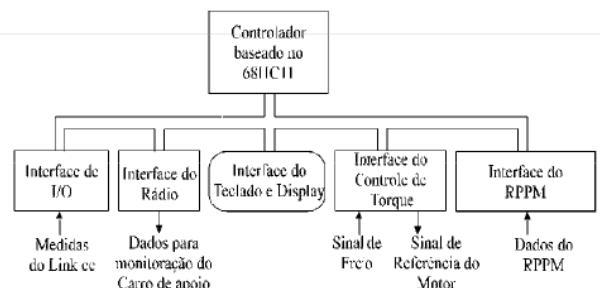 Controlador
baseado no
68HC11
Interface de
I/O
Interface do
Rádio
Interface do
Teclado e Display
Interface do
Controle de
Torque
Interface do
RPPM
Medidas
do Link cc
Dados para
monitoração do
Carro de apoio
Sinal de
Freio
Sinal de
Referência do
Motor
Dados do
RPPM